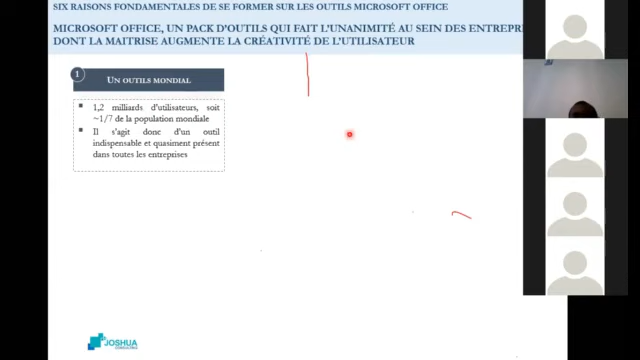 SIX RAISONS FONDAMENTALES DE SE FORMER SUR LES OUTILS MICROSOFT OFFICE
MICROSOFT OFFICE, UN PACK D'OUTILS QUI FAIT L'UNANIMITÉ AU SEIN DES ENTREPR
DONT LA MAITRISE AUGMENTE LA CRÉATIVITÉ DE L'UTILISATEUR
1
UN OUTILS MONDIAL
▪ 1,2 milliards d'utilisateurs, soit
~1/7 de la population mondiale
▪ Il s'agit donc d'un outil
indispensable et quasiment présent
dans toutes les entreprises
JOSHUA